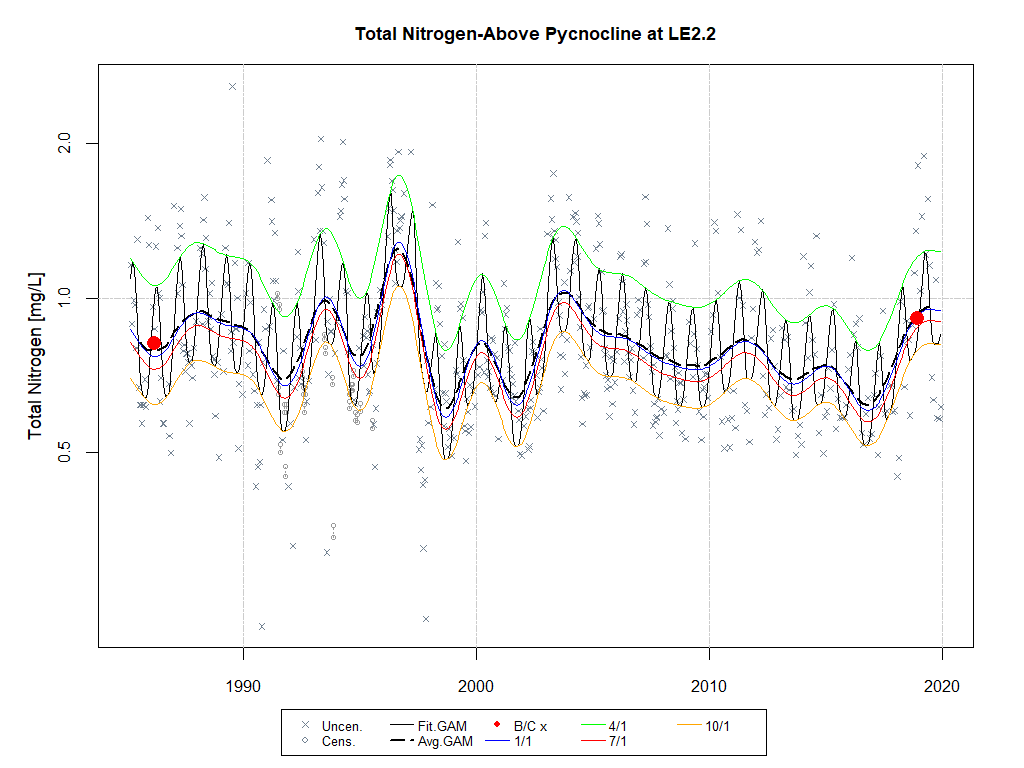 Total Nitrogen-Above Pycnocline at LE2.2
Total Nitrogen [mg/L]
2.0
1.0
0.5
1990 2000 2010 2020
Uncen. Fit.GAM B/C x 4/1 10/1
Cens. Avg.GAM 1/1 7/1